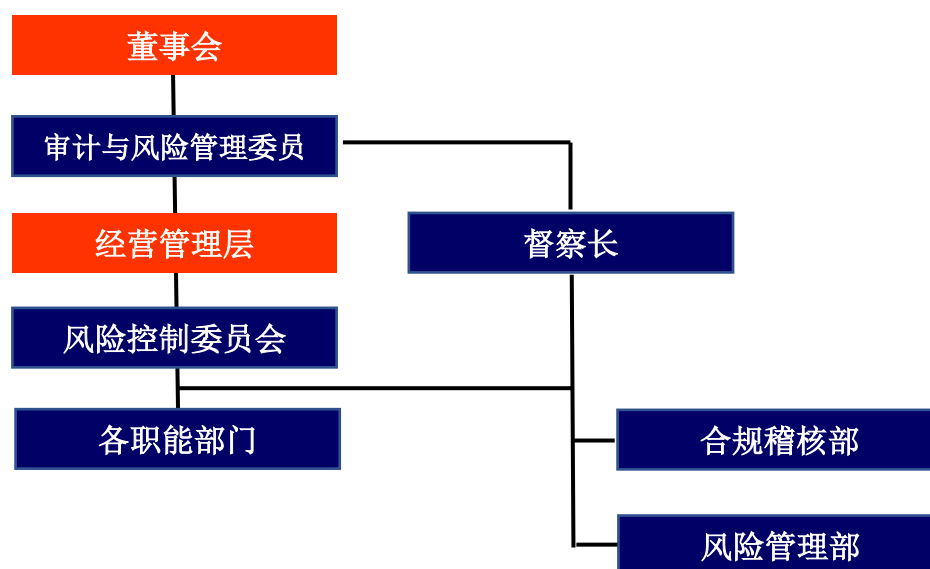 董事会
审计与风险管理委员
经营管理层
督察长
风险控制委员会
各职能部门
合规稽核部
风险管理部